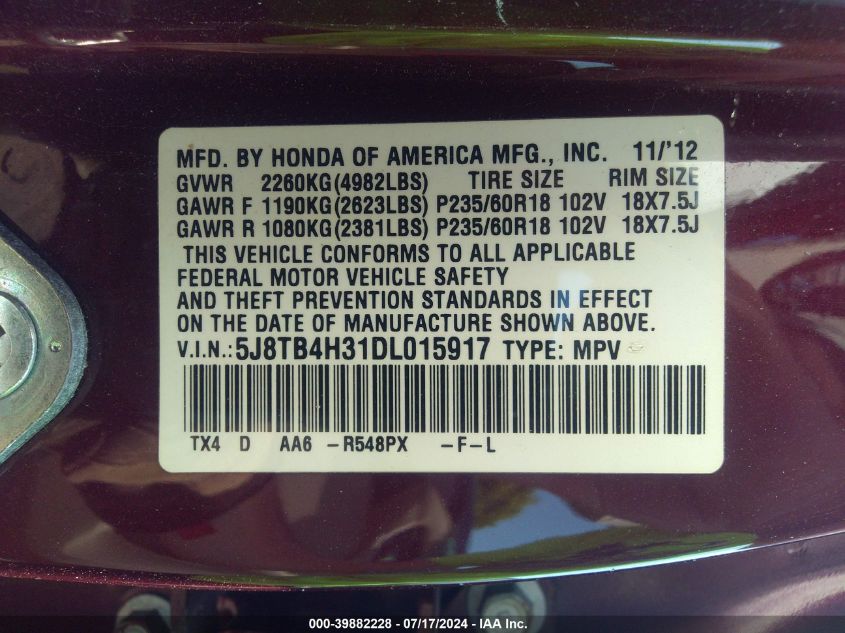 MFD. BY HONDA OF AMERICA MFG., INC. 11/'12
GVWR 2260KG(4982LBS) TIRE SIZE RIM SIZE
GAWR F 1190KG(2623LBS) P235/60R18 102V 18X7.5J
GAWR R 1080KG(2381LBS) P235/60R18 102V 18X7.5J
THIS VEHICLE CONFORMS TO ALL APPLICABLE
FEDERAL MOTOR VEHICLE SAFETY
AND THEFT PREVENTION STANDARDS IN EFFECT
ON THE DATE OF MANUFACTURE SHOWN ABOVE.
V.I.N.:5J8TB4H31DL015917 TYPE: MPV
TX4 D AA6 -R548PX -F-L
000-39882228 - 07/17/2024 - IAA Inc.